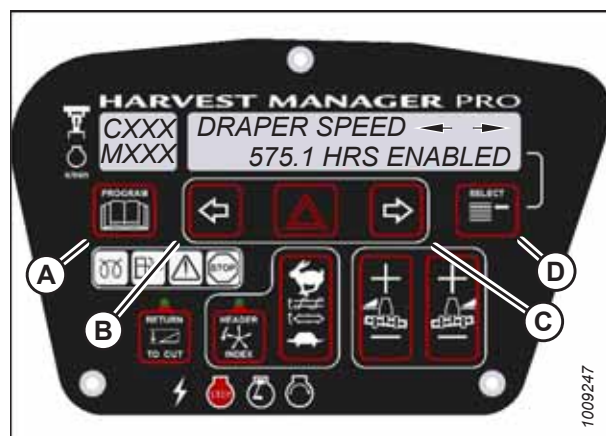 HARVEST MANAGER PRO
CXXX
MXXX
DRAPER SPEED
575.1 HRS ENABLED
PROGRAM
SELECT
A
B
C
D
STOP
RETURN
TO CUT
HEADER
INDEX
STOP
1009247